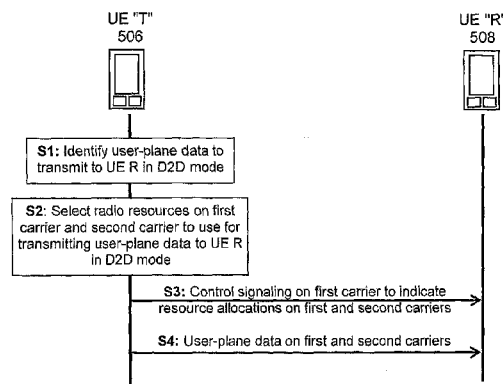 UE "T"
506
UE "R"
508
S1: Identify user-plane data to
transmit to UE R in D2D mode
S2: Select radio resources on first
carrier and second carrier to use for
transmitting user-plane data to UE R
in D2D mode
S3: Control signaling on first carrier to indicate
resource allocations on first and second carriers
S4: User-plane data on first and second carriers